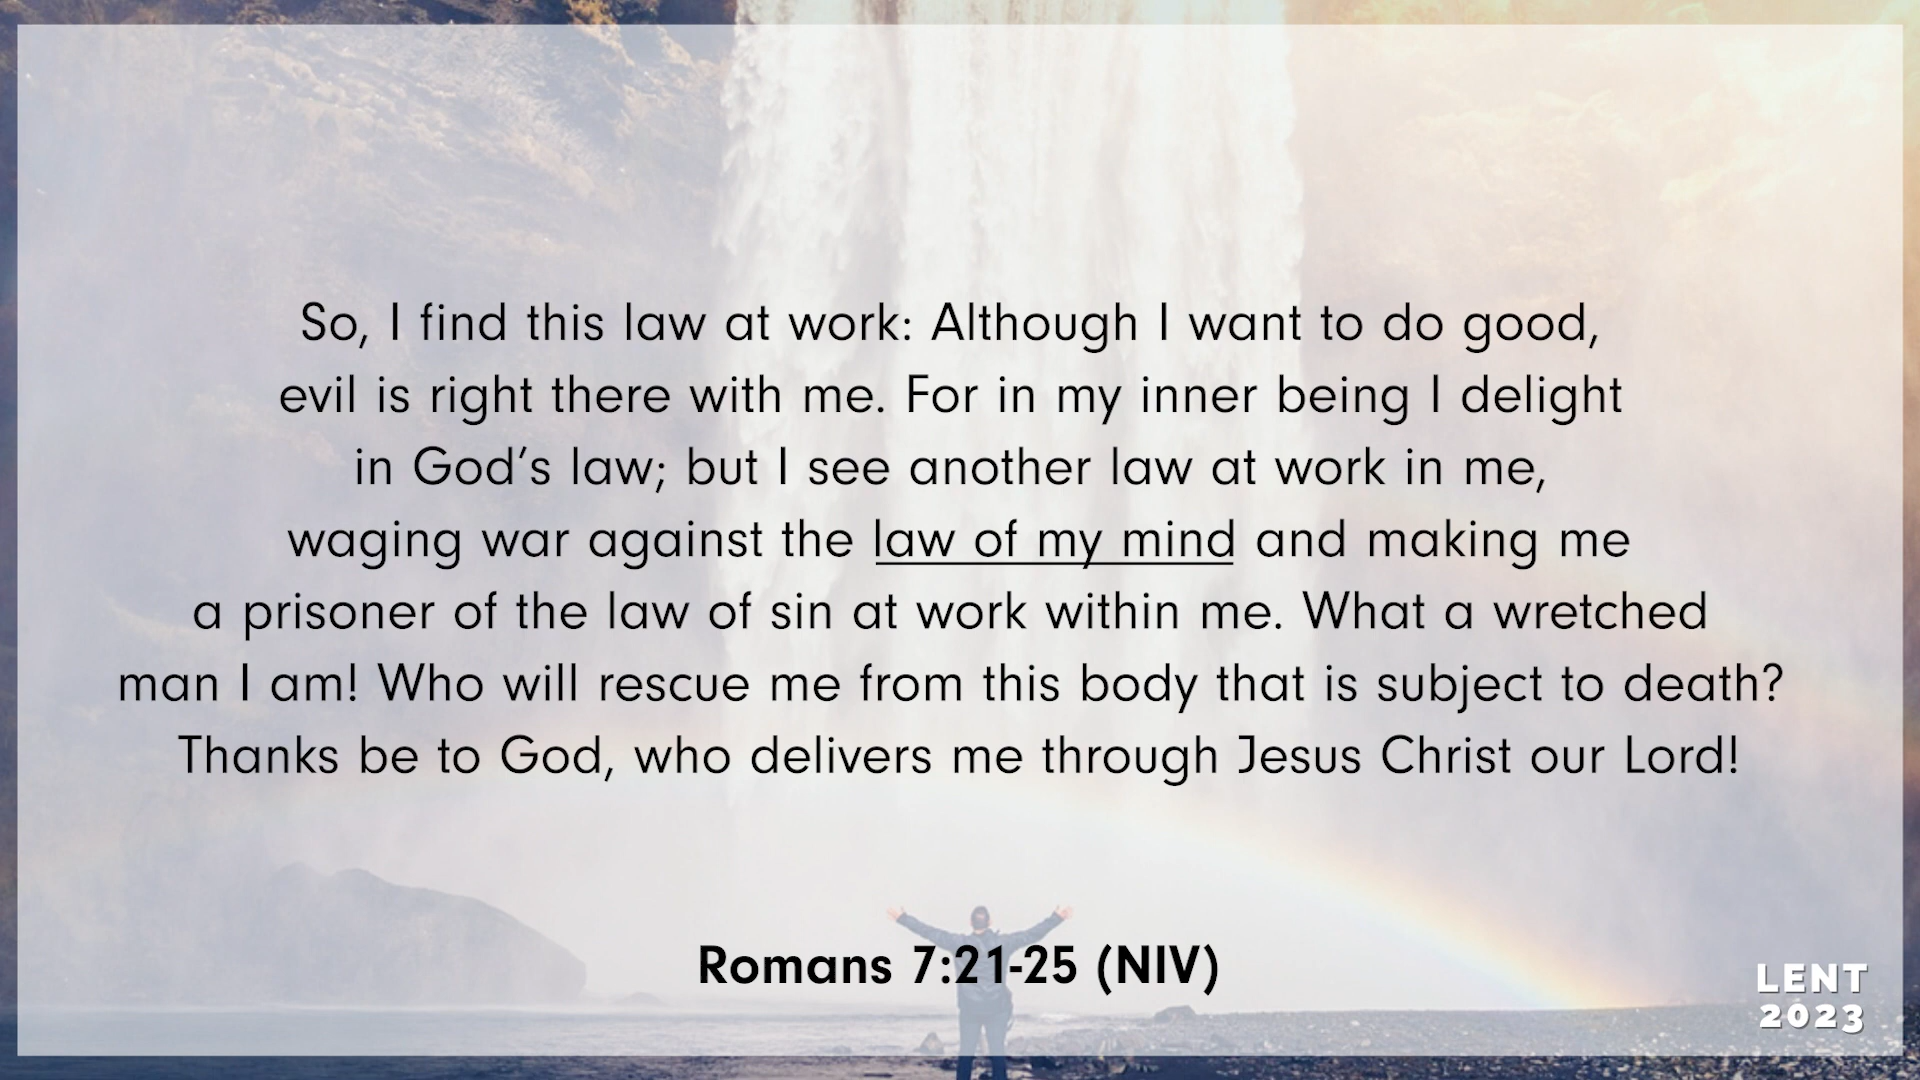 So, I find this law at work: Although I want to do good,
evil is right there with me. For in my inner being I delight
in God’s law; but I see another law at work in me,
waging war against the law of my mind and making me
a prisoner of the law of sin at work within me. What a wretched
man I am! Who will rescue me from this body that is subject to death?
Thanks be to God, who delivers me through Jesus Christ our Lord!
Romans 7:21-25 (NIV)
LENT
2023